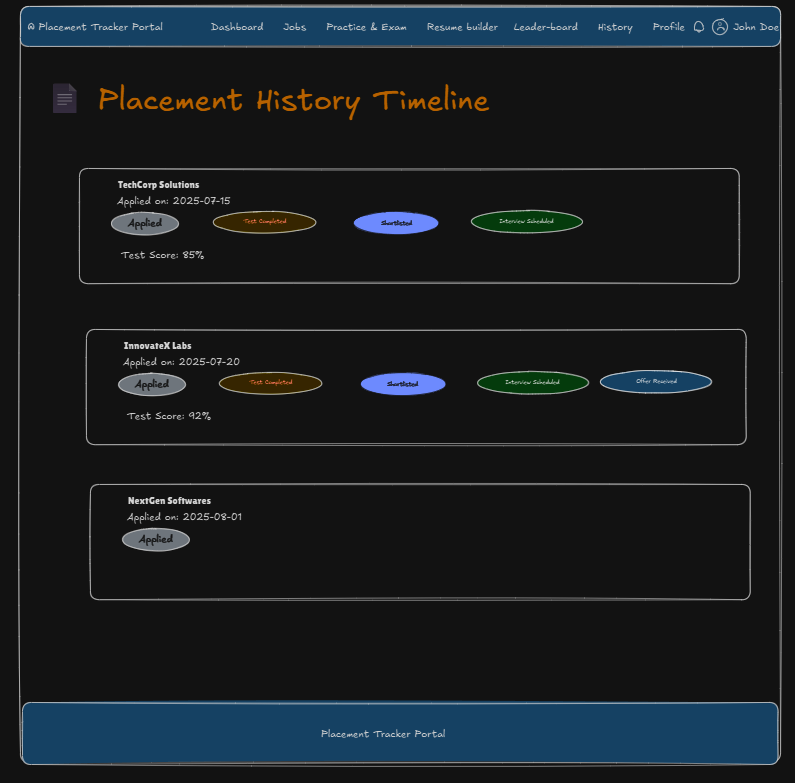 Placement Tracker Portal Dashboard Jobs Practice & Exam Resume builder Leader-board History Profile John Doe
Placement History Timeline
TechCorp Solutions
Applied on: 2025-07-15
Applied Test Completed Shortlisted Interview Scheduled
Test Score: 85%
InnovateX Labs
Applied on: 2025-07-20
Applied Test Completed Shortlisted Interview Scheduled Offer Received
Test Score: 92%
NextGen Softwares
Applied on: 2025-08-01
Applied
Placement Tracker Portal